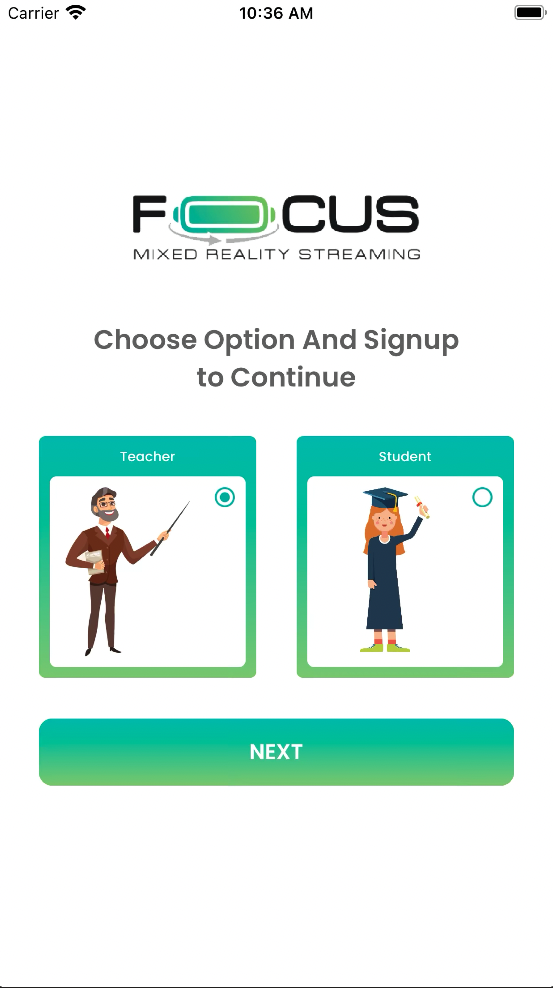 Carrier 10:36 AM
FOCUS
MIXED REALITY STREAMING
Choose Option And Signup
to Continue
Teacher
Student
NEXT